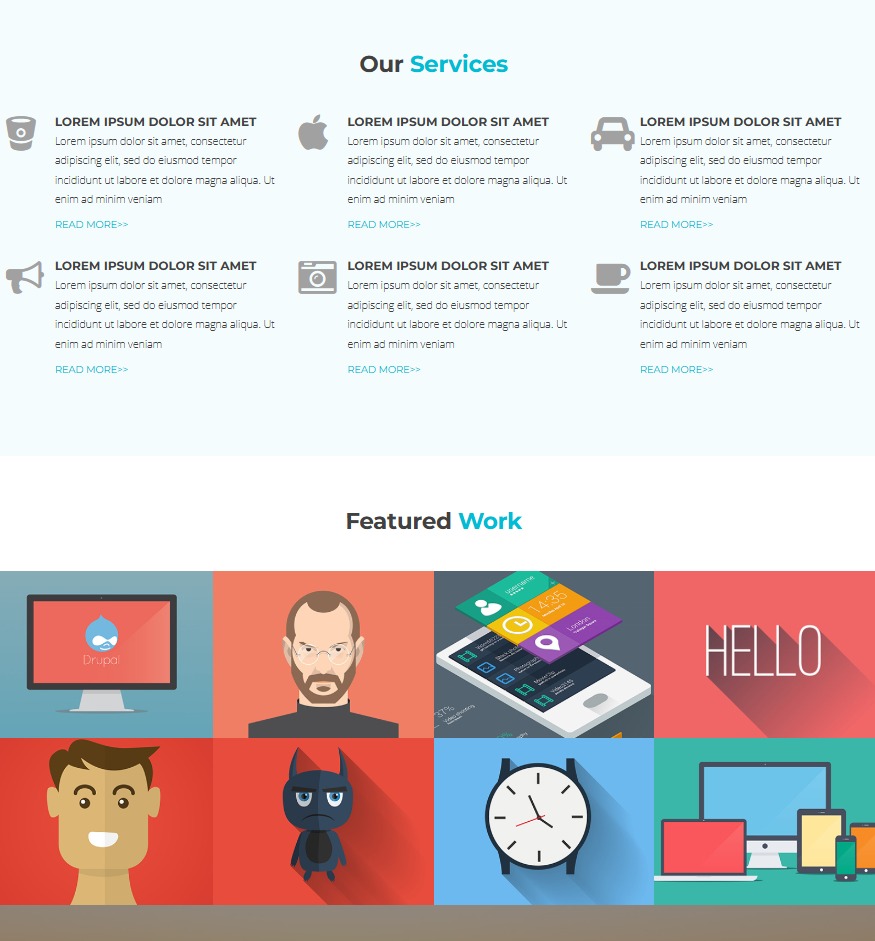 Our Services
LOREM IPSUM DOLOR SIT AMET
Lorem ipsum dolor sit amet, consectetur
adipiscing elit, sed do eiusmod tempor
incididunt ut labore et dolore magna aliqua. Ut
enim ad minim veniam
READ MORE>>
LOREM IPSUM DOLOR SIT AMET
Lorem ipsum dolor sit amet, consectetur
adipiscing elit, sed do eiusmod tempor
incididunt ut labore et dolore magna aliqua. Ut
enim ad minim veniam
READ MORE>>
LOREM IPSUM DOLOR SIT AMET
Lorem ipsum dolor sit amet, consectetur
adipiscing elit, sed do eiusmod tempor
incididunt ut labore et dolore magna aliqua. Ut
enim ad minim veniam
READ MORE>>
LOREM IPSUM DOLOR SIT AMET
Lorem ipsum dolor sit amet, consectetur
adipiscing elit, sed do eiusmod tempor
incididunt ut labore et dolore magna aliqua. Ut
enim ad minim veniam
READ MORE>>
LOREM IPSUM DOLOR SIT AMET
Lorem ipsum dolor sit amet, consectetur
adipiscing elit, sed do eiusmod tempor
incididunt ut labore et dolore magna aliqua. Ut
enim ad minim veniam
READ MORE>>
LOREM IPSUM DOLOR SIT AMET
Lorem ipsum dolor sit amet, consectetur
adipiscing elit, sed do eiusmod tempor
incididunt ut labore et dolore magna aliqua. Ut
enim ad minim veniam
READ MORE>>
Featured Work
Drupal
username
14:35
London
37%
HELLO